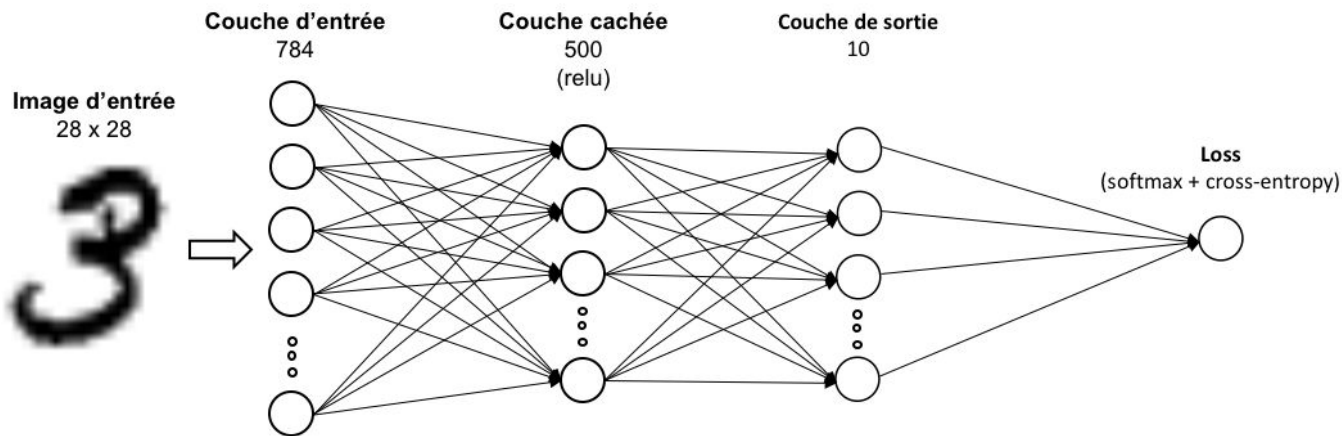 Image d'entrée
28 x 28
Couche d'entrée
784
Couche cachée
500
(relu)
Couche de sortie
10
Loss
(softmax + cross-entropy)